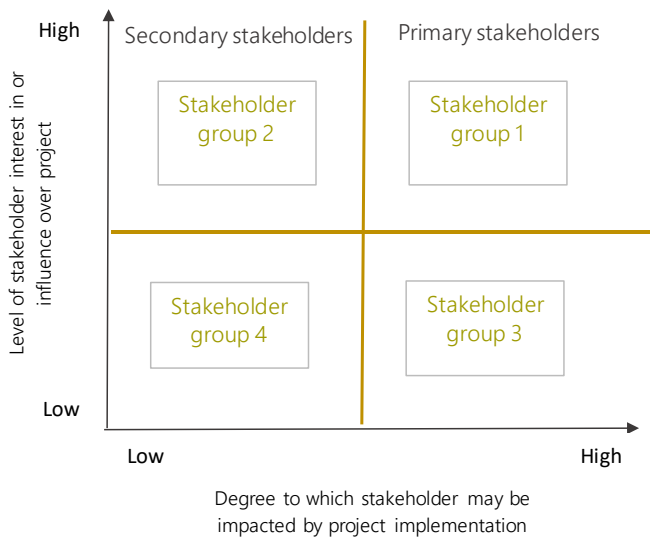 High
Secondary stakeholders
Primary stakeholders
Level of stakeholder interest in or
influence over project
Stakeholder
group 2
Stakeholder
group 1
Stakeholder
group 4
Stakeholder
group 3
Low
Low
High
Degree to which stakeholder may be
impacted by project implementation